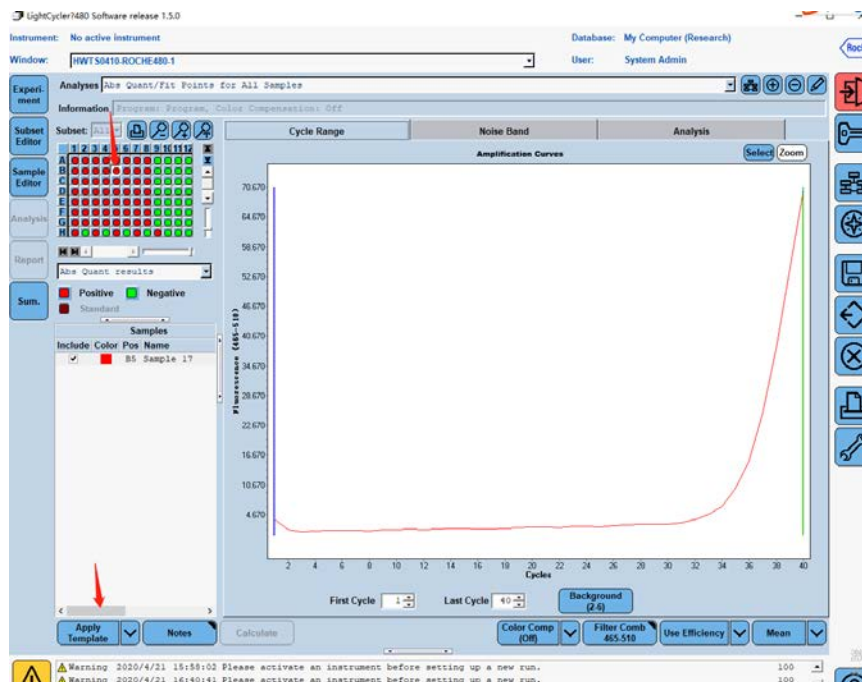 LightCycler?480 Software release 1.5.0
Instrument: No active instrument
Database: My Computer (Research)
Window: HWTS0410-ROCHE480-1
User: System Admin
Roch
Experi-
ment
Subset
Editor
Sample
Editor
Analysis
Report
Sum.
Analyses Abs Quant/Fit Points for All Samples
Information Program: Program, Color Compensation: Off
Subset: All
1 2 3 4 5 6 7 8 9 10 11 12
A
B
C
D
E
F
G
H
Abs Quant results
Positive Negative
Standard
Samples
Include Color Pos Name
B5 Sample 17
Cycle Range Noise Band Analysis
Amplification Curves
Select Zoom
Fluorescence (465-510)
70.670
64.670
58.670
52.670
46.670
40.670
34.670
28.670
22.670
16.670
10.670
4.670
2 4 6 8 10 12 14 16 18 20 22 24 26 28 30 32 34 36 38 40
Cycles
First Cycle 1 Last Cycle 40 Background
(2-6)
Apply
Template
Notes
Calculate
Color Comp
(Off)
Filter Comb
465-510
Use Efficiency
Mean
Warning 2020/4/21 15:58:02 Please activate an instrument before setting up a new run. 100
Warning 2020/4/21 16:40:41 Please activate an instrument before setting up a new run. 100